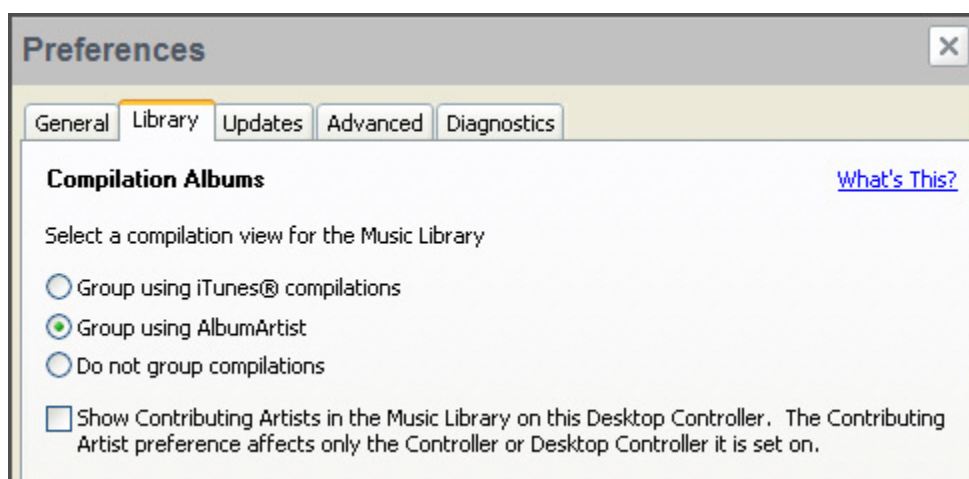 Preferences
General Library Updates Advanced Diagnostics
Compilation Albums What's This?
Select a compilation view for the Music Library
Group using iTunes® compilations
Group using AlbumArtist
Do not group compilations
Show Contributing Artists in the Music Library on this Desktop Controller. The Contributing
Artist preference affects only the Controller or Desktop Controller it is set on.